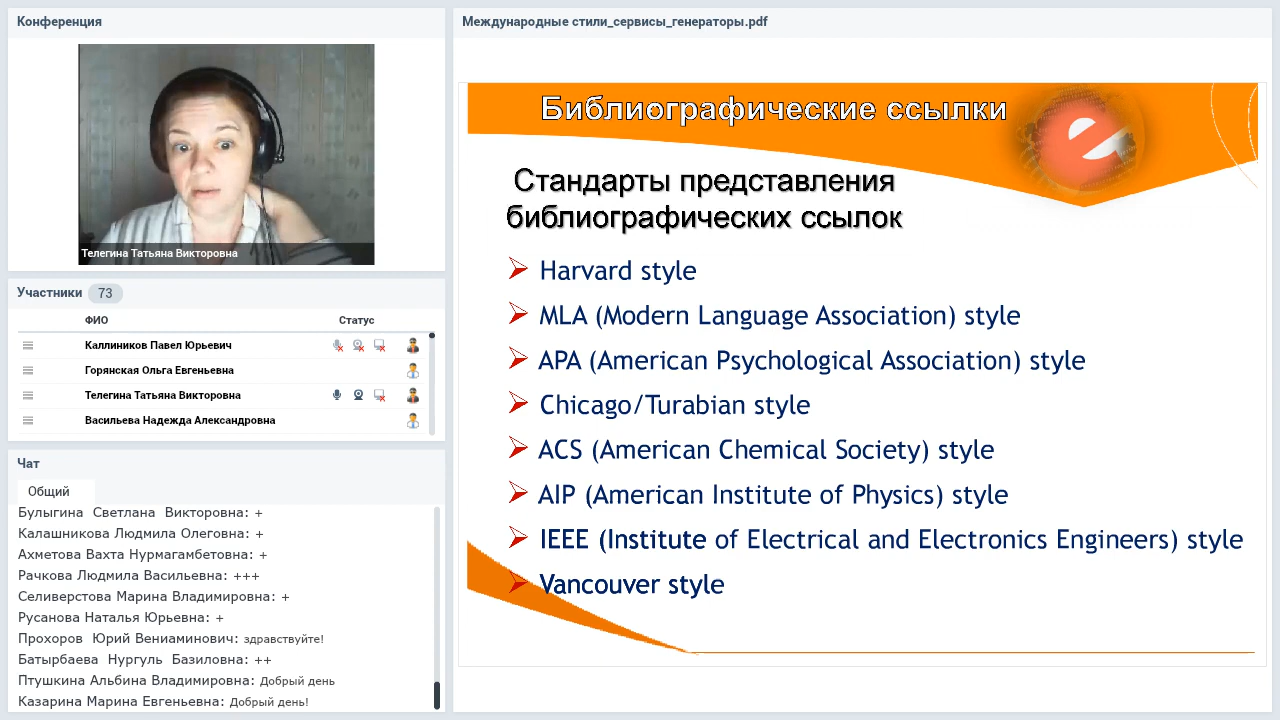 Конференция
Телегина Татьяна Викторовна
Участники 73
ФИО Статус
Каллиников Павел Юрьевич
Горянская Ольга Евгеньевна
Телегина Татьяна Викторовна
Васильева Надежда Александровна
Чат
Общий
Булыгина Светлана Викторовна: +
Калашникова Людмила Олеговна: +
Ахметова Вахта Нурмагамбетовна: +
Рачкова Людмила Васильевна: +++
Селиверстова Марина Владимировна: +
Русанова Наталья Юрьевна: +
Прохоров Юрий Вениаминович: здравствуйте!
Батырбаева Нургуль Базиловна: ++
Птушкина Альбина Владимировна: Добрый день
Казарина Марина Евгеньевна: Добрый день!
Международные стили_сервисы_генераторы.pdf
Библиографические ссылки
Стандарты представления
библиографических ссылок
Harvard style
MLA (Modern Language Association) style
APA (American Psychological Association) style
Chicago/Turabian style
ACS (American Chemical Society) style
AIP (American Institute of Physics) style
IEEE (Institute of Electrical and Electronics Engineers) style
Vancouver style